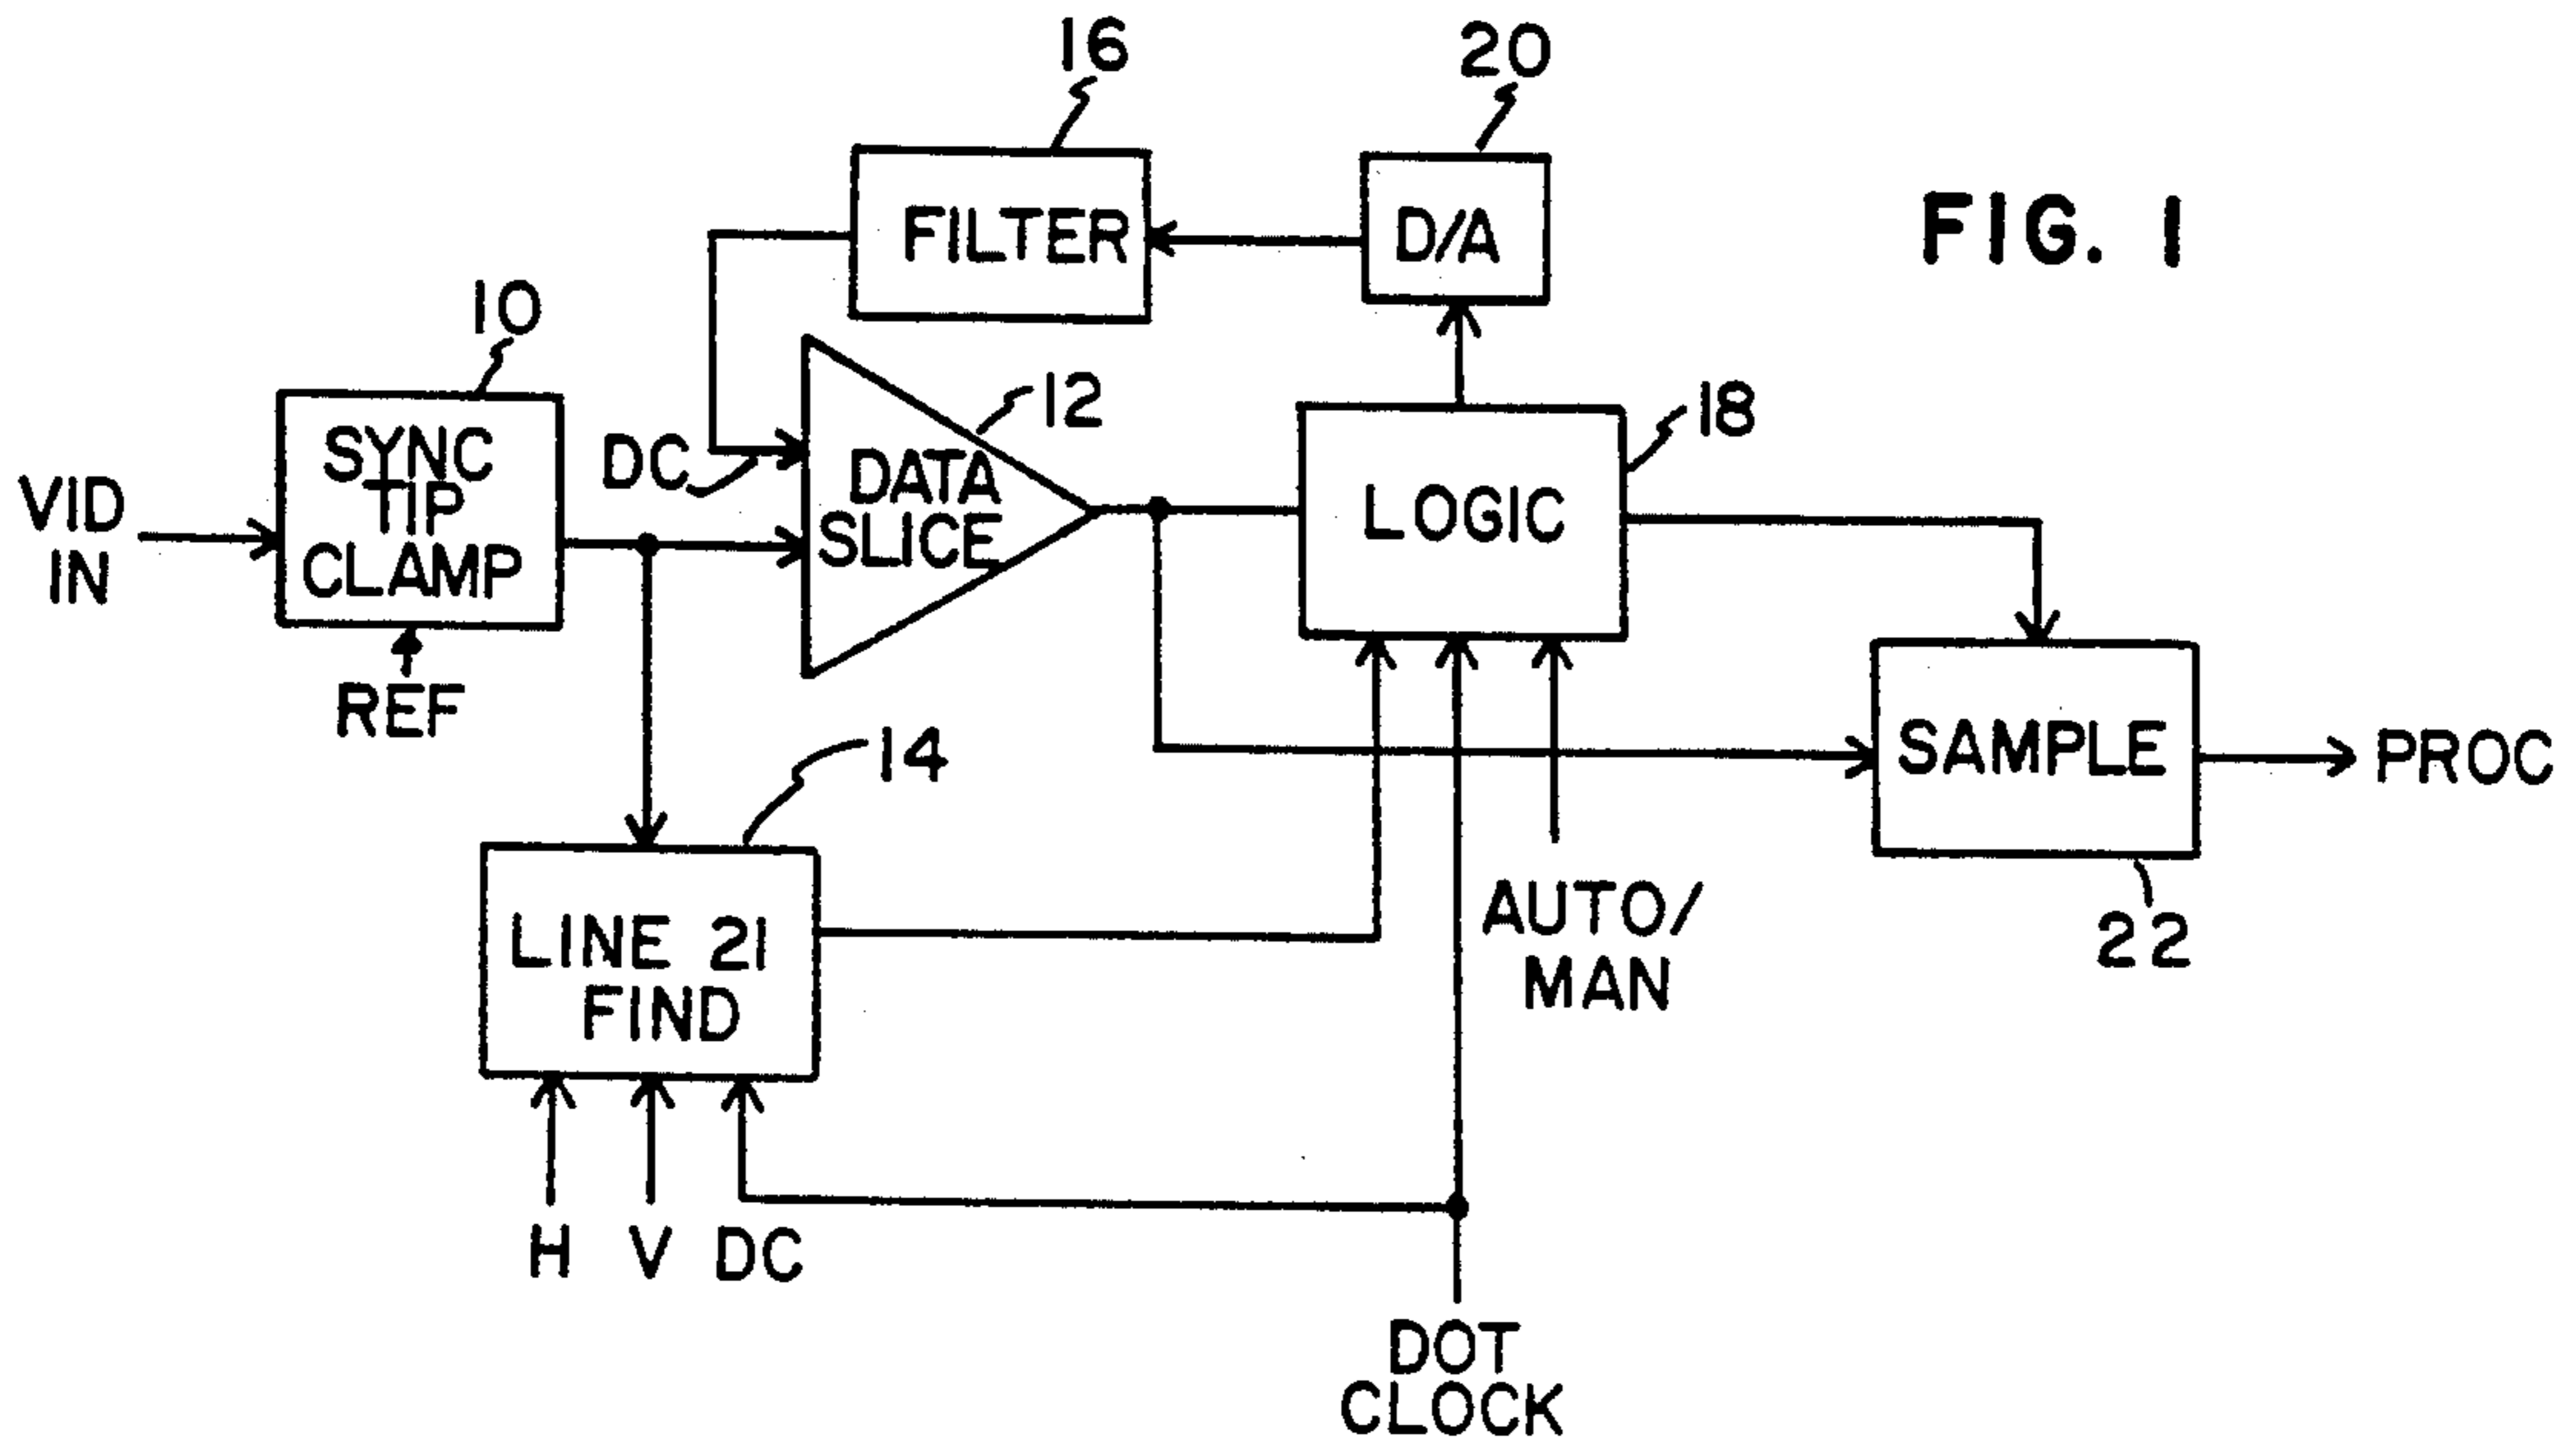 16
20
FILTER
D/A
FIG. 1
10
12
18
SYNC
TIP
CLAMP
DC
DATA
SLICE
LOGIC
VID
IN
REF
14
SAMPLE
PROC
LINE 21
FIND
AUTO/
MAN
22
H V DC
DOT
CLOCK